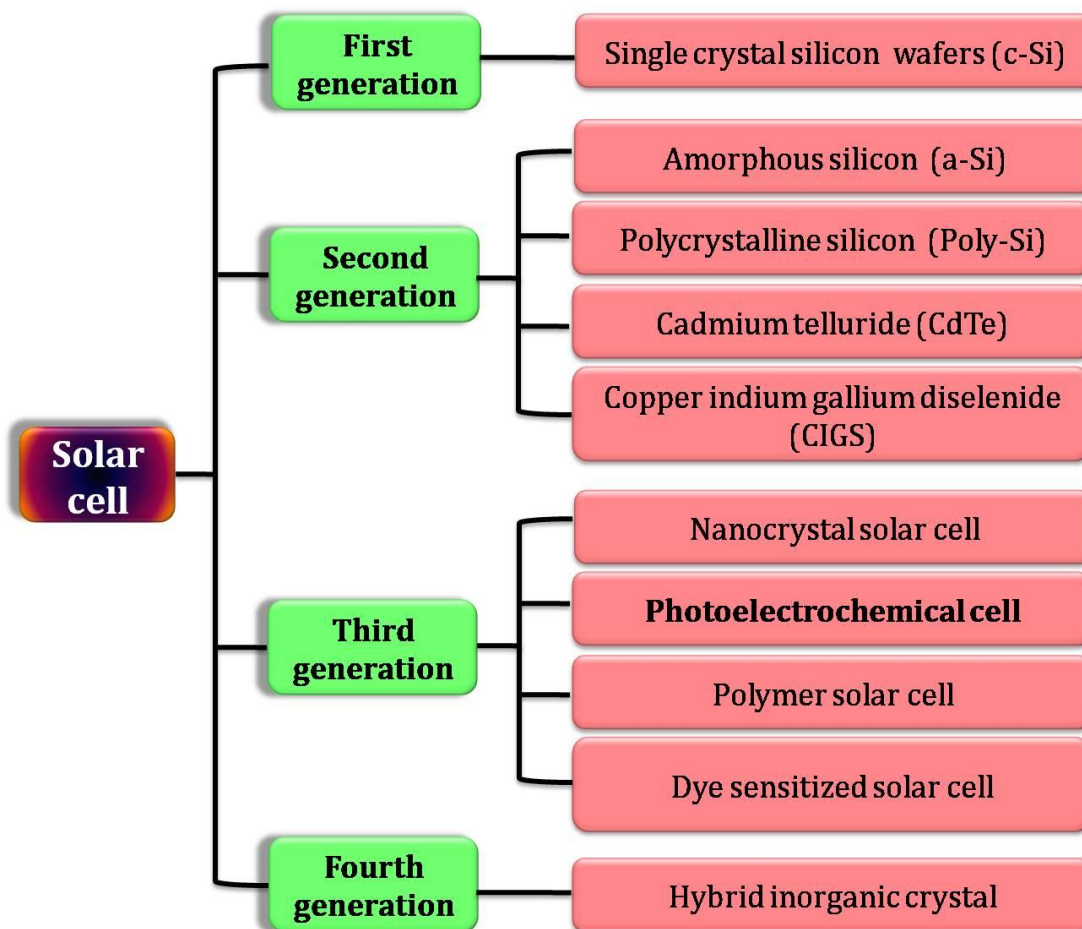 First
generation
Single crystal silicon wafers (c-Si)
Amorphous silicon (a-Si)
Second
generation
Polycrystalline silicon (Poly-Si)
Cadmium telluride (CdTe)
Copper indium gallium diselenide
(CIGS)
Solar
cell
Nanocrystal solar cell
Third
generation
Photoelectrochemical cell
Polymer solar cell
Dye sensitized solar cell
Fourth
generation
Hybrid inorganic crystal